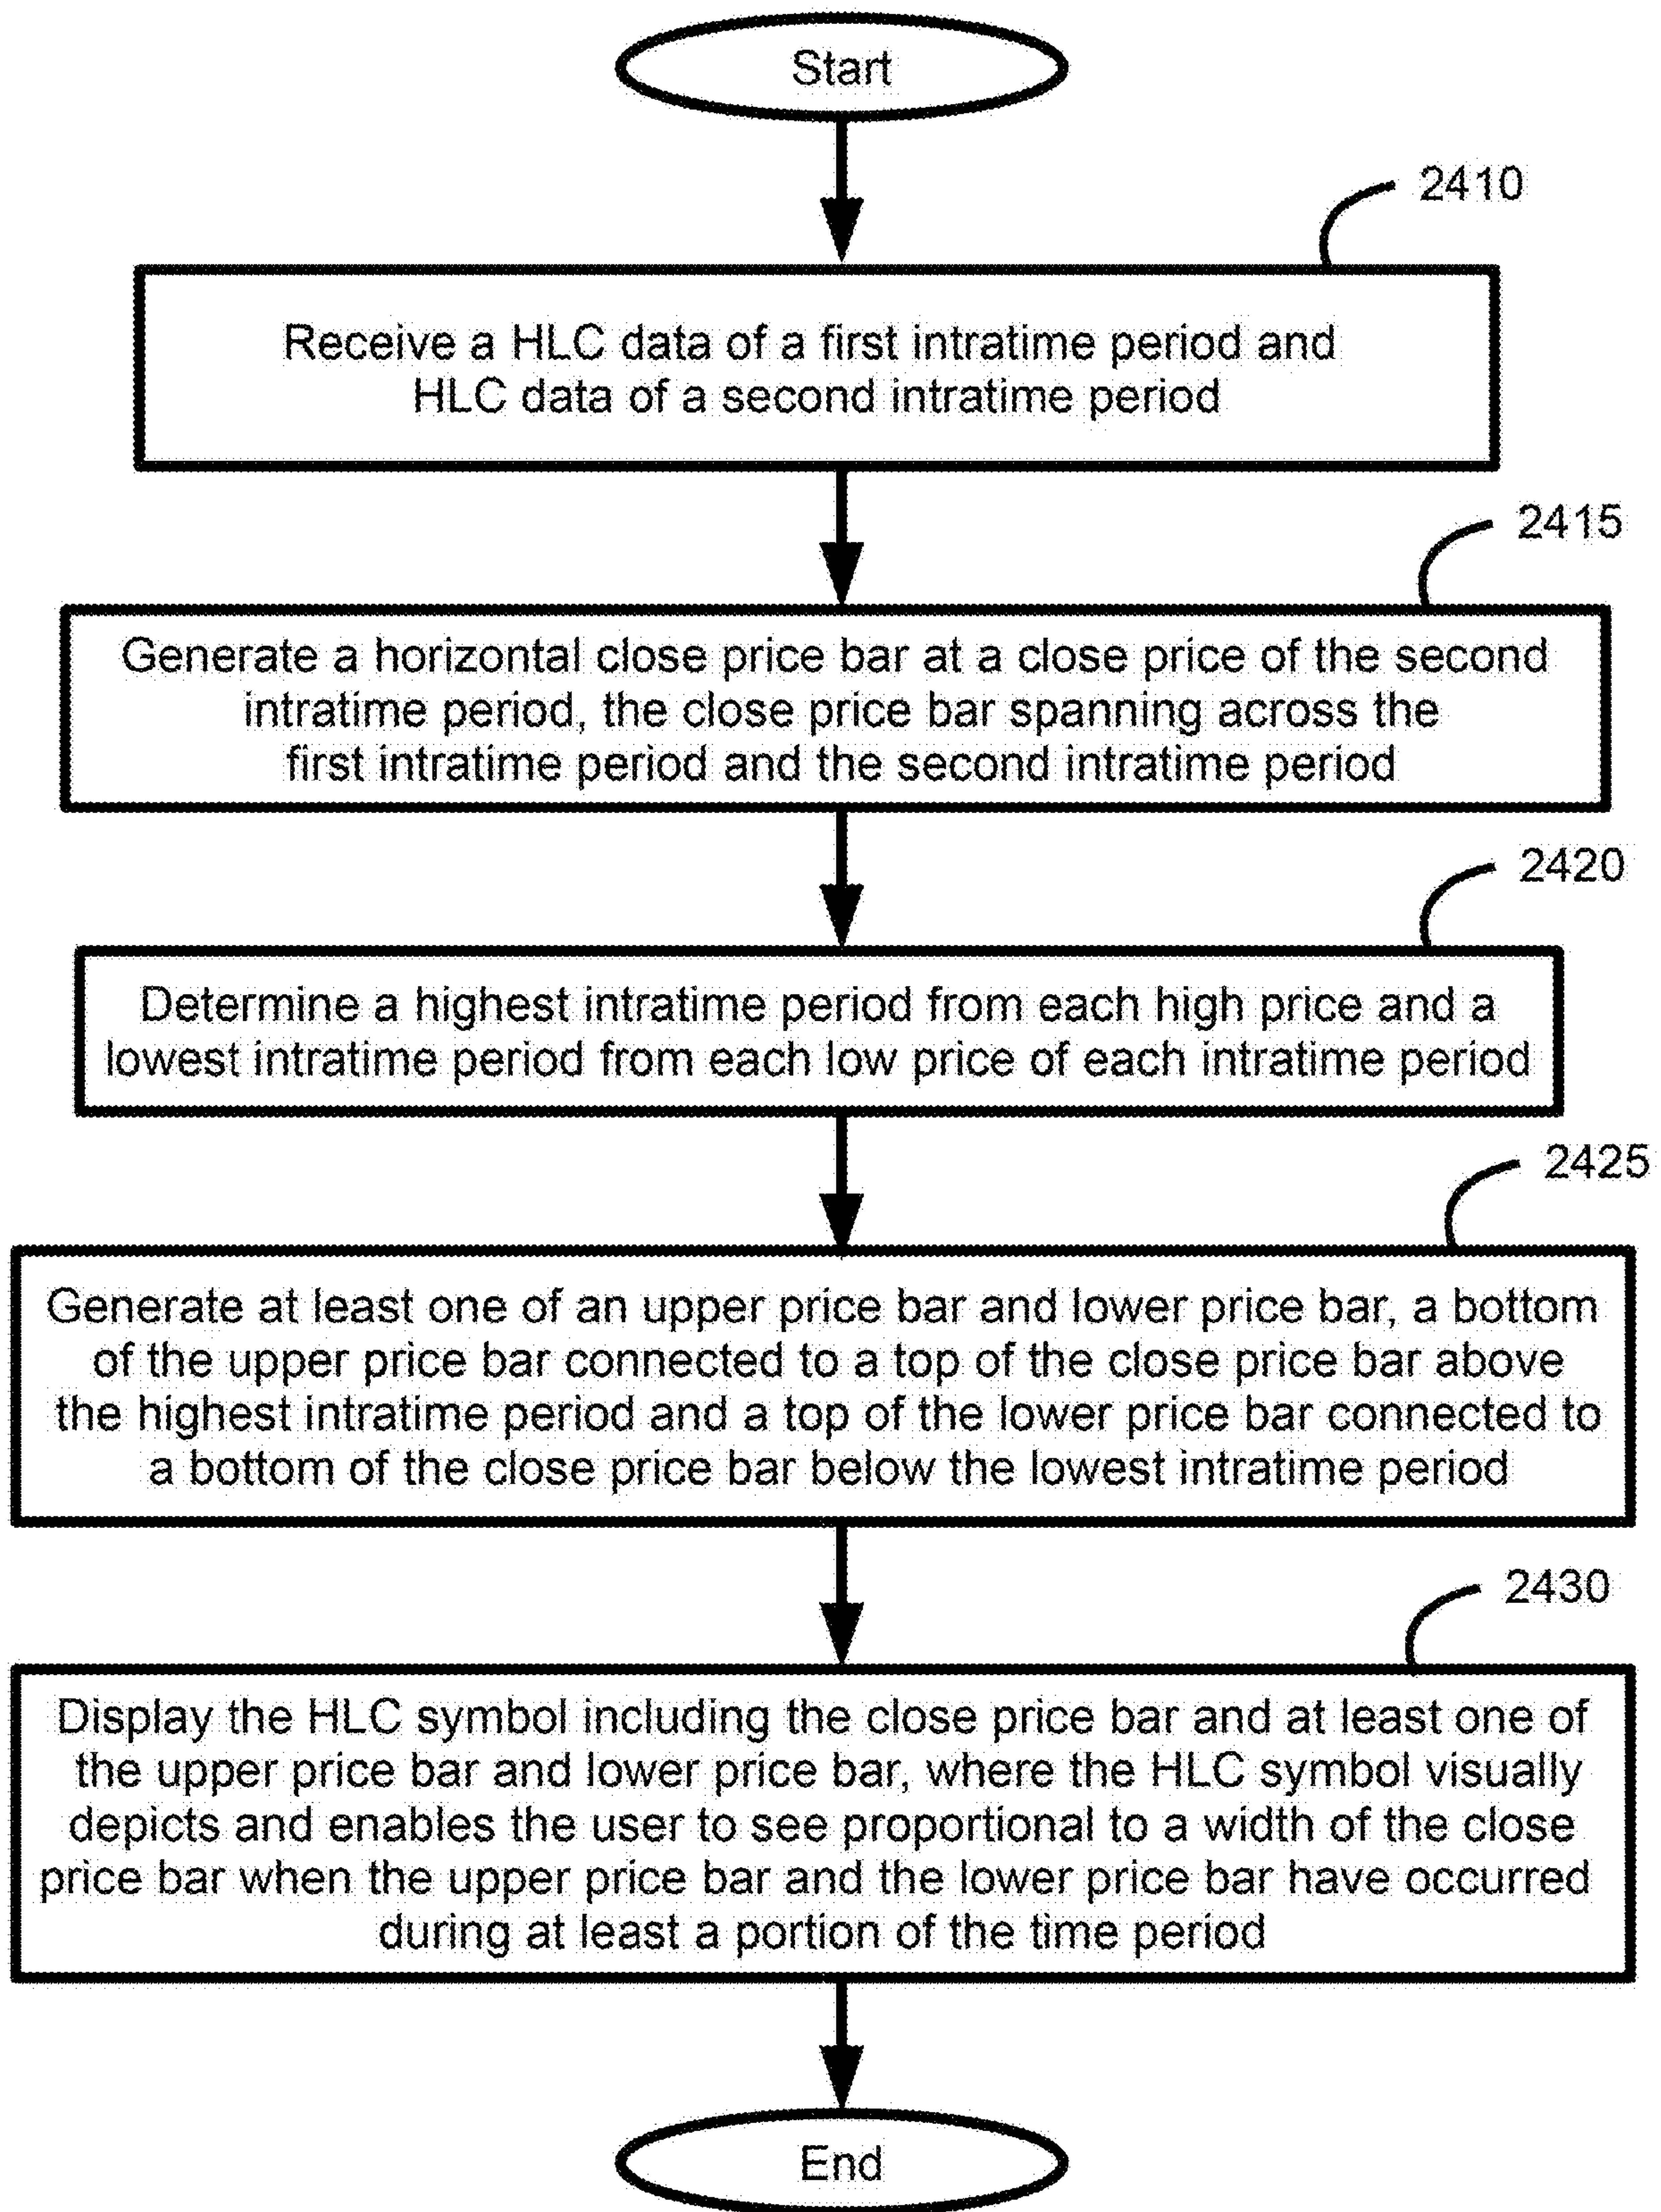 Start
2410
Receive a HLC data of a first intratime period and
HLC data of a second intratime period
2415
Generate a horizontal close price bar at a close price of the second
intratime period, the close price bar spanning across the
first intratime period and the second intratime period
2420
Determine a highest intratime period from each high price and a
lowest intratime period from each low price of each intratime period
2425
Generate at least one of an upper price bar and lower price bar, a bottom
of the upper price bar connected to a top of the close price bar above
the highest intratime period and a top of the lower price bar connected to
a bottom of the close price bar below the lowest intratime period
2430
Display the HLC symbol including the close price bar and at least one of
the upper price bar and lower price bar, where the HLC symbol visually
depicts and enables the user to see proportional to a width of the close
price bar when the upper price bar and the lower price bar have occurred
during at least a portion of the time period
End